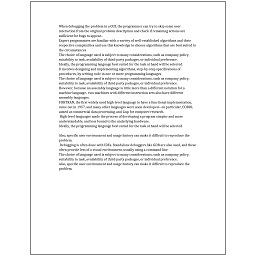 When debugging the problem in a GUI, the programmer can try to skip some user
interaction from the original problem description and check if remaining actions are
sufficient for bugs to appear.
Expert programmers are familiar with a variety of well-established algorithms and their
respective complexities and use this knowledge to choose algorithms that are best suited to
the circumstances.
The choice of language used is subject to many considerations, such as company policy,
suitability to task, availability of third-party packages, or individual preference.
Ideally, the programming language best suited for the task at hand will be selected.
It involves designing and implementing algorithms, step-by-step specifications of
procedures, by writing code in one or more programming languages.
The choice of language used is subject to many considerations, such as company policy,
suitability to task, availability of third-party packages, or individual preference.
However, because an assembly language is little more than a different notation for a
machine language, two machines with different instruction sets also have different
assembly languages.
FORTRAN, the first widely used high-level language to have a functional implementation,
came out in 1957, and many other languages were soon developed—in particular, COBOL
aimed at commercial data processing, and Lisp for computer research.
High-level languages made the process of developing a program simpler and more
understandable, and less bound to the underlying hardware.
Ideally, the programming language best suited for the task at hand will be selected.
Also, specific user environment and usage history can make it difficult to reproduce the
problem.
Debugging is often done with IDEs. Standalone debuggers like GDB are also used, and these
often provide less of a visual environment, usually using a command line.
The choice of language used is subject to many considerations, such as company policy,
suitability to task, availability of third-party packages, or individual preference.
Also, specific user environment and usage history can make it difficult to reproduce the
problem.